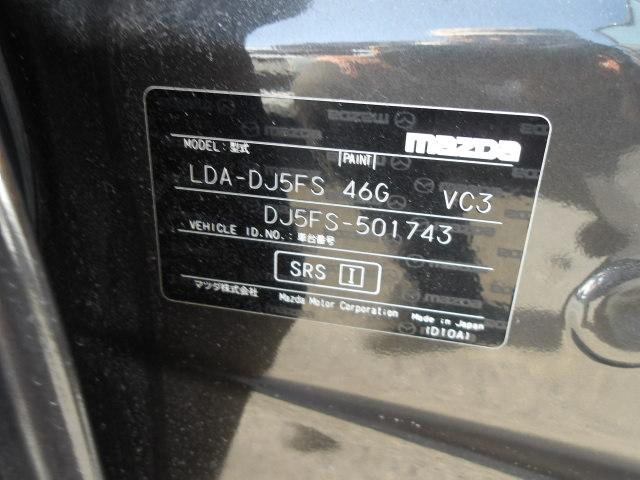 mazda
MODEL: 型式 PAINT
LDA-DJ5FS 46G VC3
DJ5FS-501743
VEHICLE ID.NO.: 車台番号
SRS I
マツダ株式会社 Mazda Motor Corporation Made in Japan
(D10A)